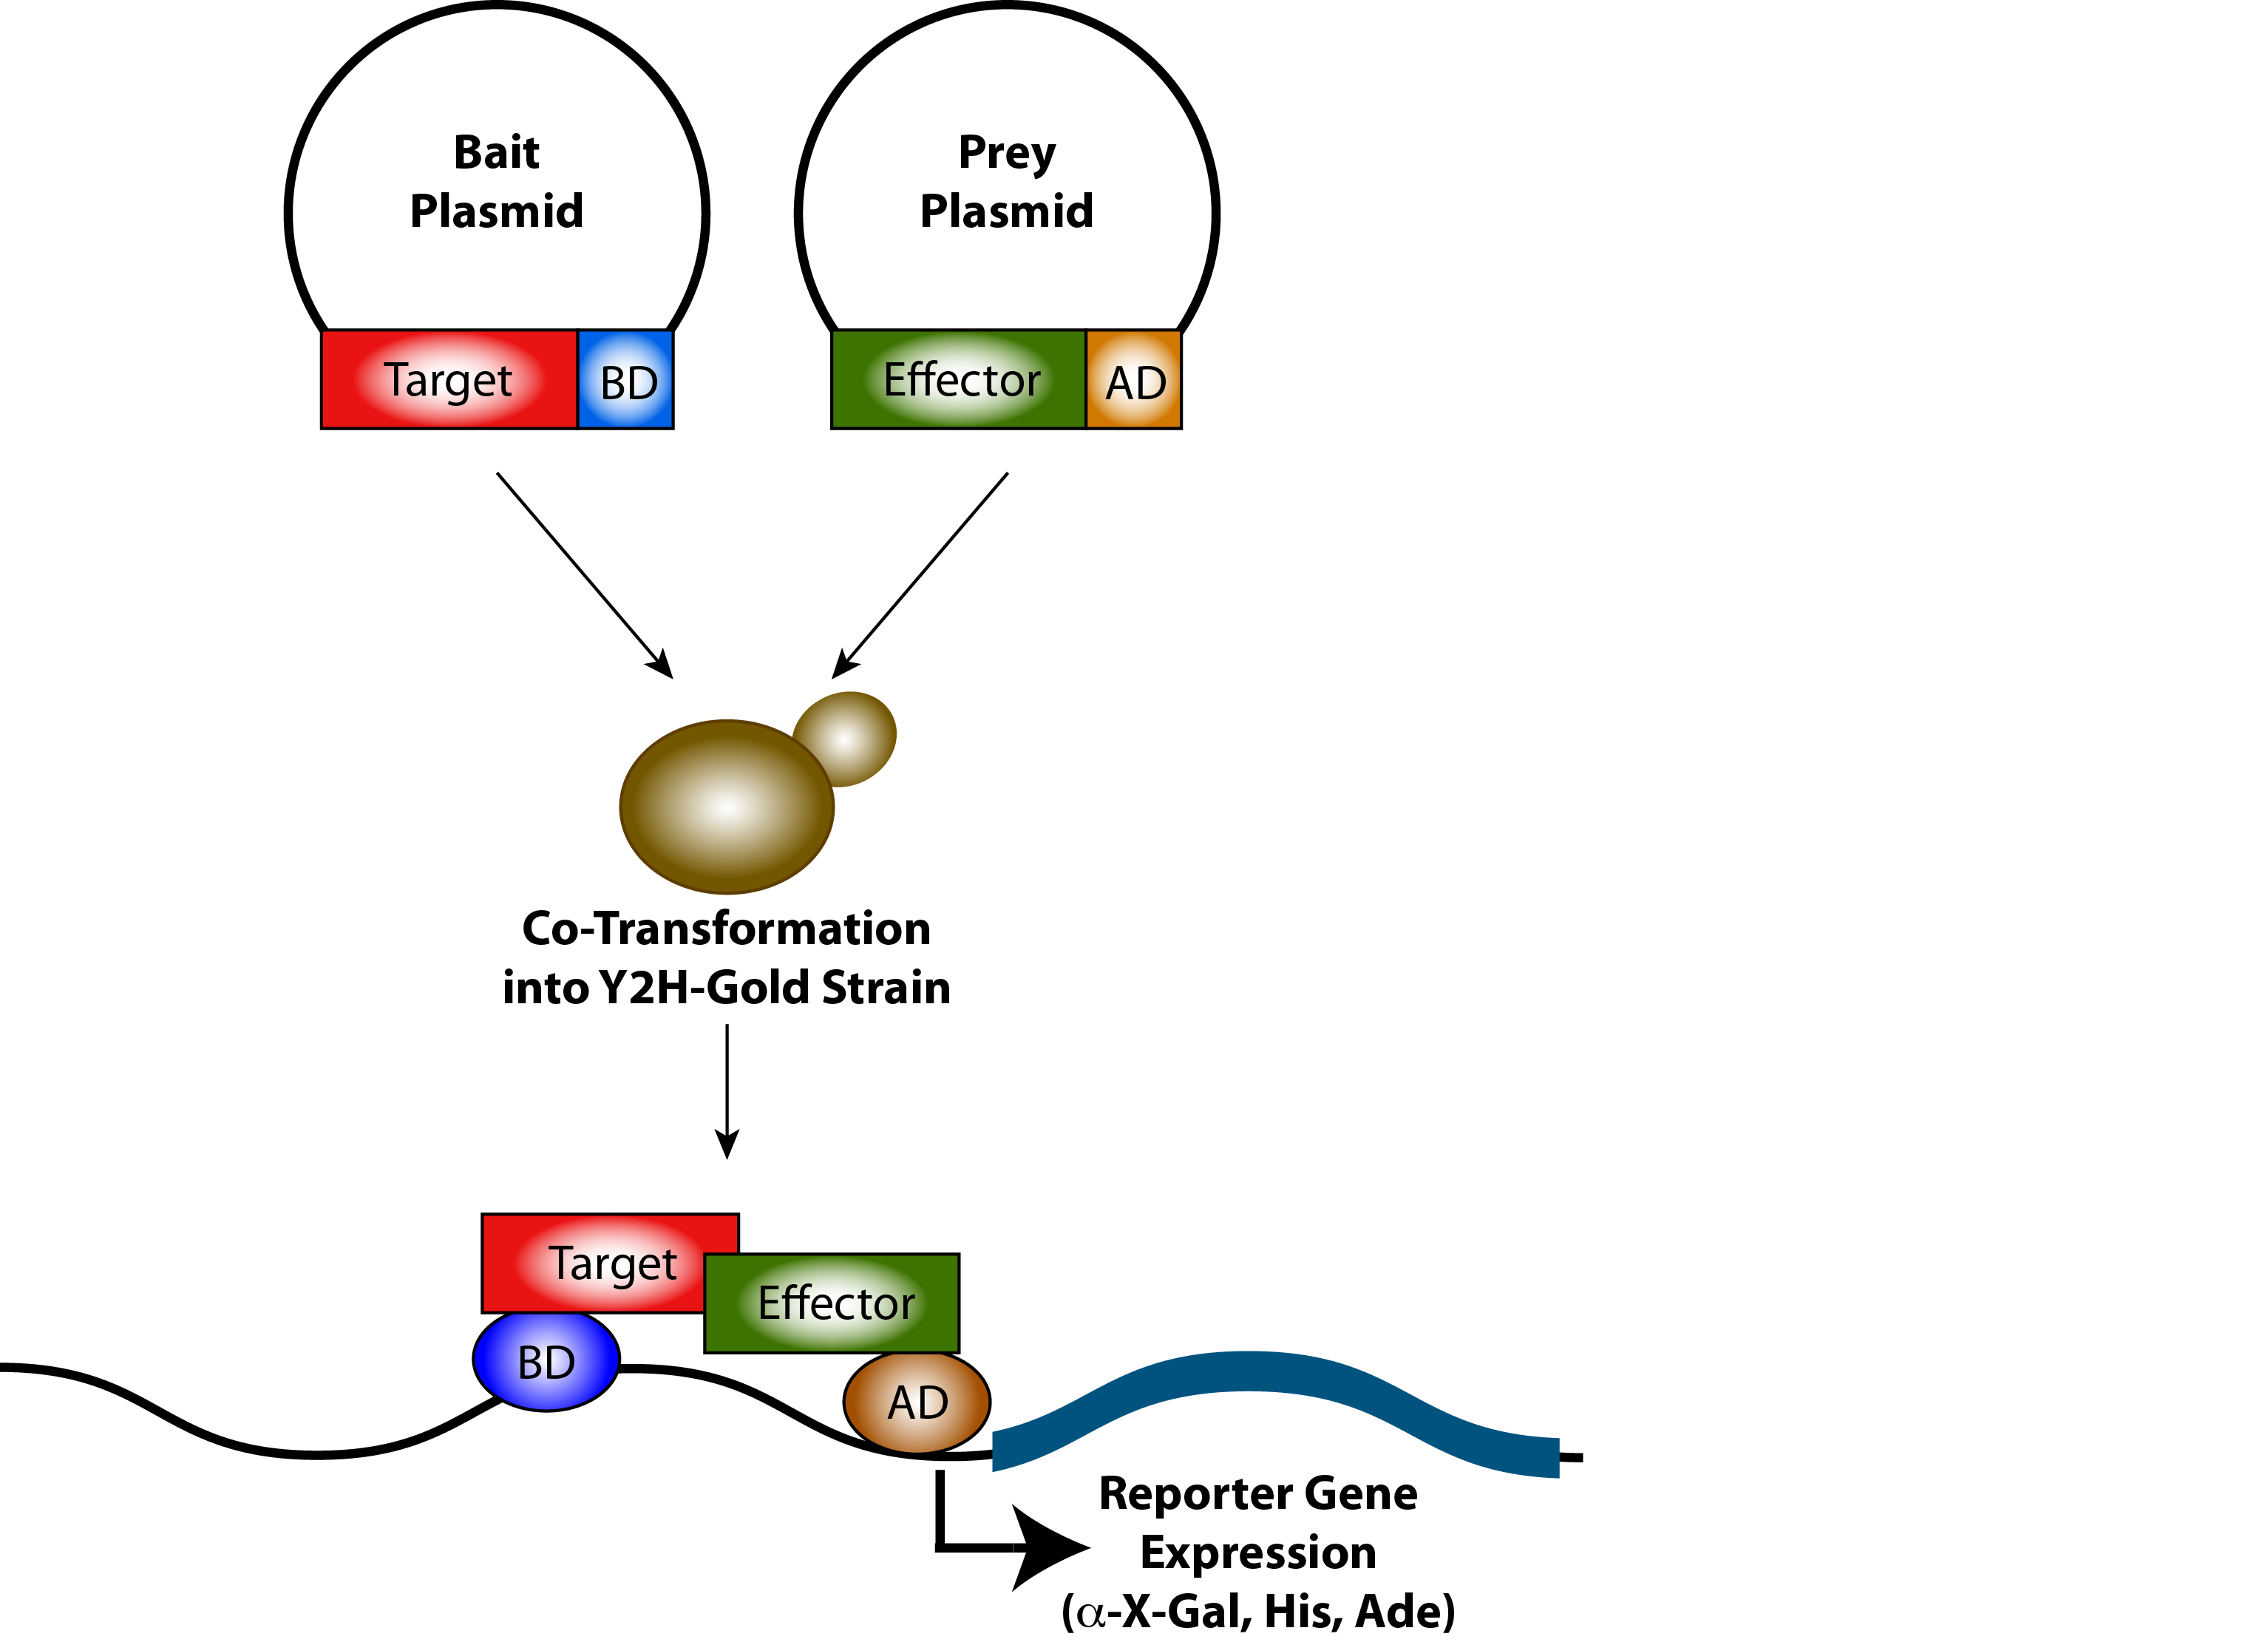 Bait
Plasmid
Prey
Plasmid
Target
BD
Effector
AD
Co-Transformation
into Y2H-Gold Strain
Target
Effector
BD
AD
Reporter Gene
Expression
(α-X-Gal, His, Ade)